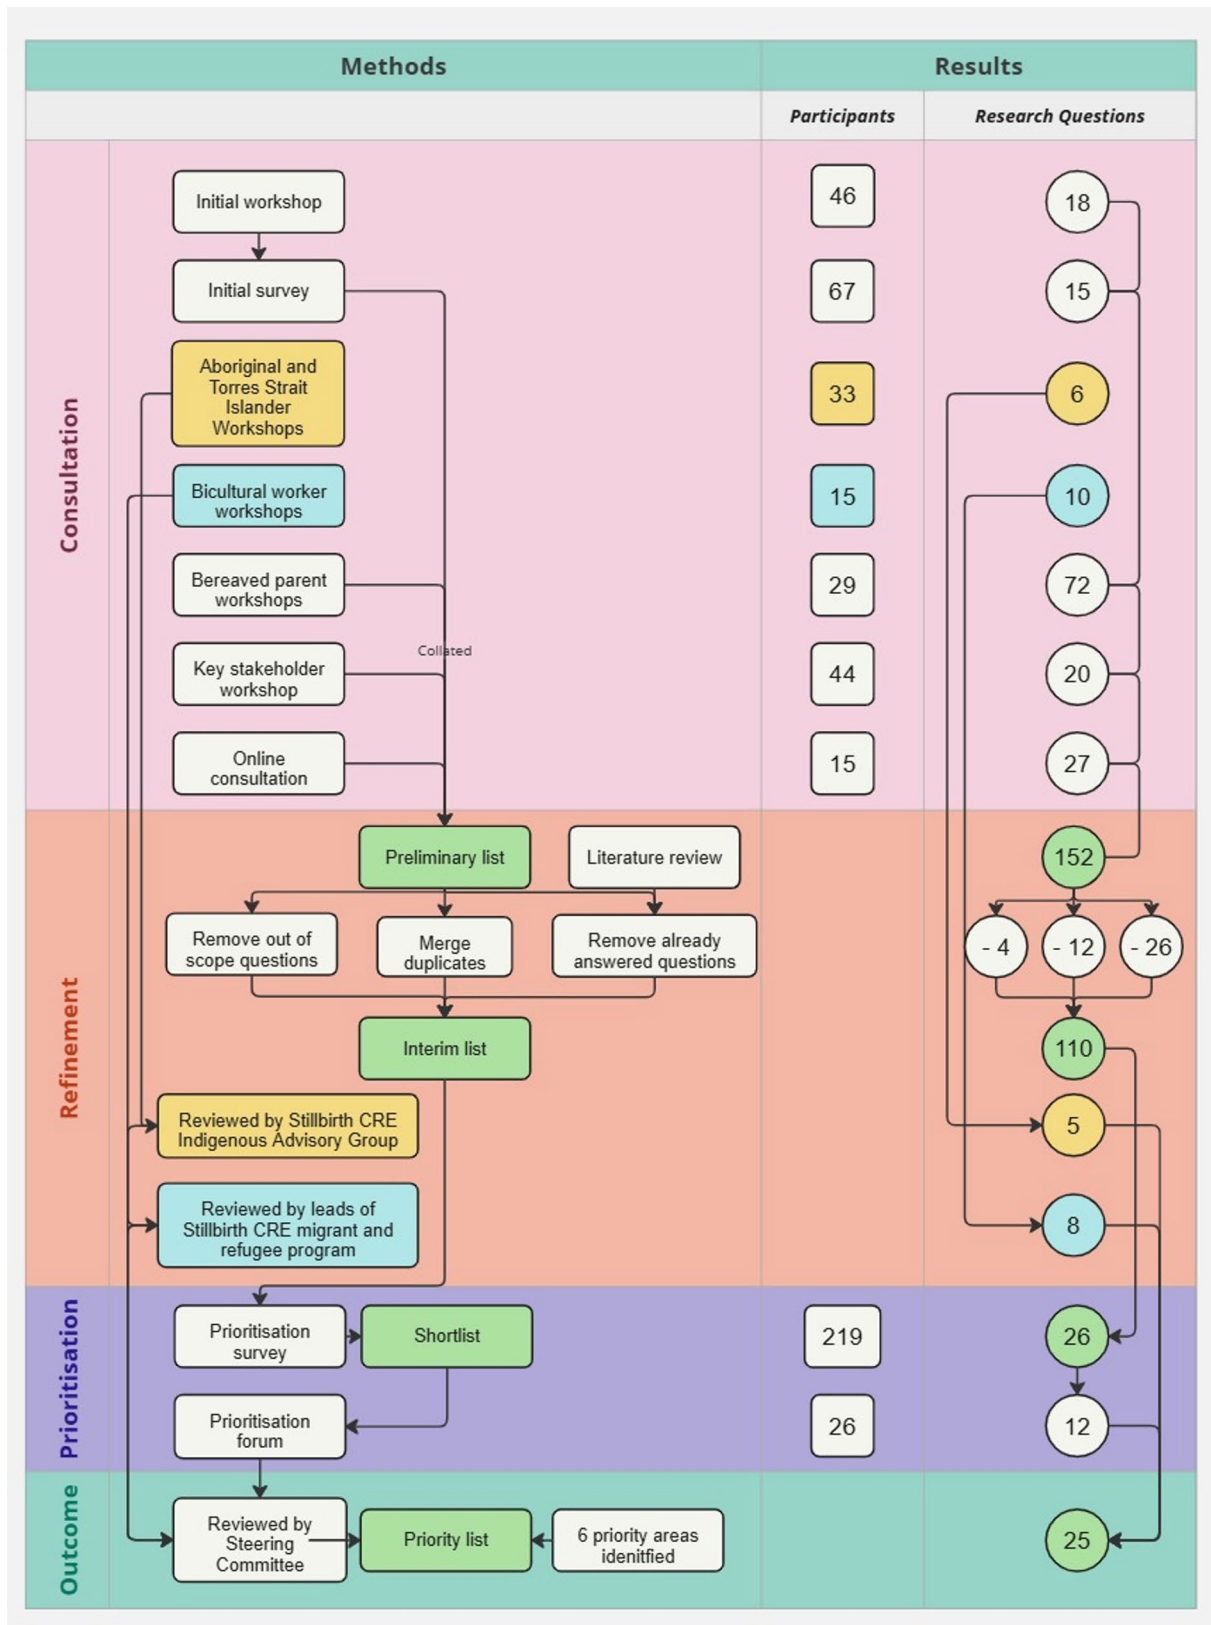 Methods
Results
Participants
Research Questions
Consultation
Initial workshop
46
18
Initial survey
67
15
Aboriginal and
Torres Strait
Islander
Workshops
33
6
Bicultural worker
workshops
15
10
Bereaved parent
workshops
29
72
Collated
Key stakeholder
workshop
44
20
Online
consultation
15
27
Refinement
Preliminary list
Literature review
152
Remove out of
scope questions
Merge
duplicates
Remove already
answered questions
- 4
- 12
- 26
Interim list
110
Reviewed by Stillbirth CRE
Indigenous Advisory Group
5
Reviewed by leads of
Stillbirth CRE migrant and
refugee program
8
Prioritisation
Prioritisation
survey
Shortlist
219
26
Prioritisation
forum
26
12
Outcome
Reviewed by
Steering
Committee
Priority list
6 priority areas
idenitfied
25